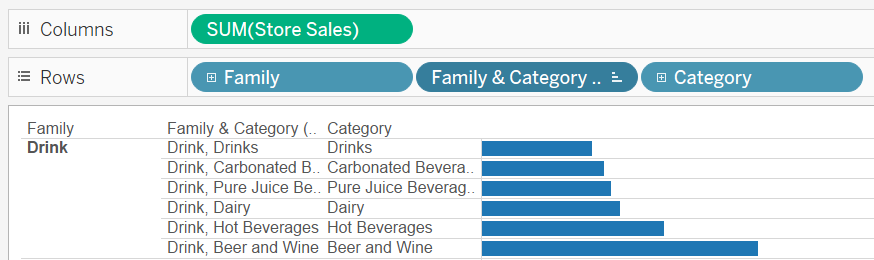 Columns SUM(Store Sales)
Rows Family Family & Category .. Category
Family Family & Category (.. Category
Drink Drink, Drinks Drinks
Drink, Carbonated B.. Carbonated Bevera..
Drink, Pure Juice Be.. Pure Juice Beverag..
Drink, Dairy Dairy
Drink, Hot Beverages Hot Beverages
Drink, Beer and Wine Beer and Wine